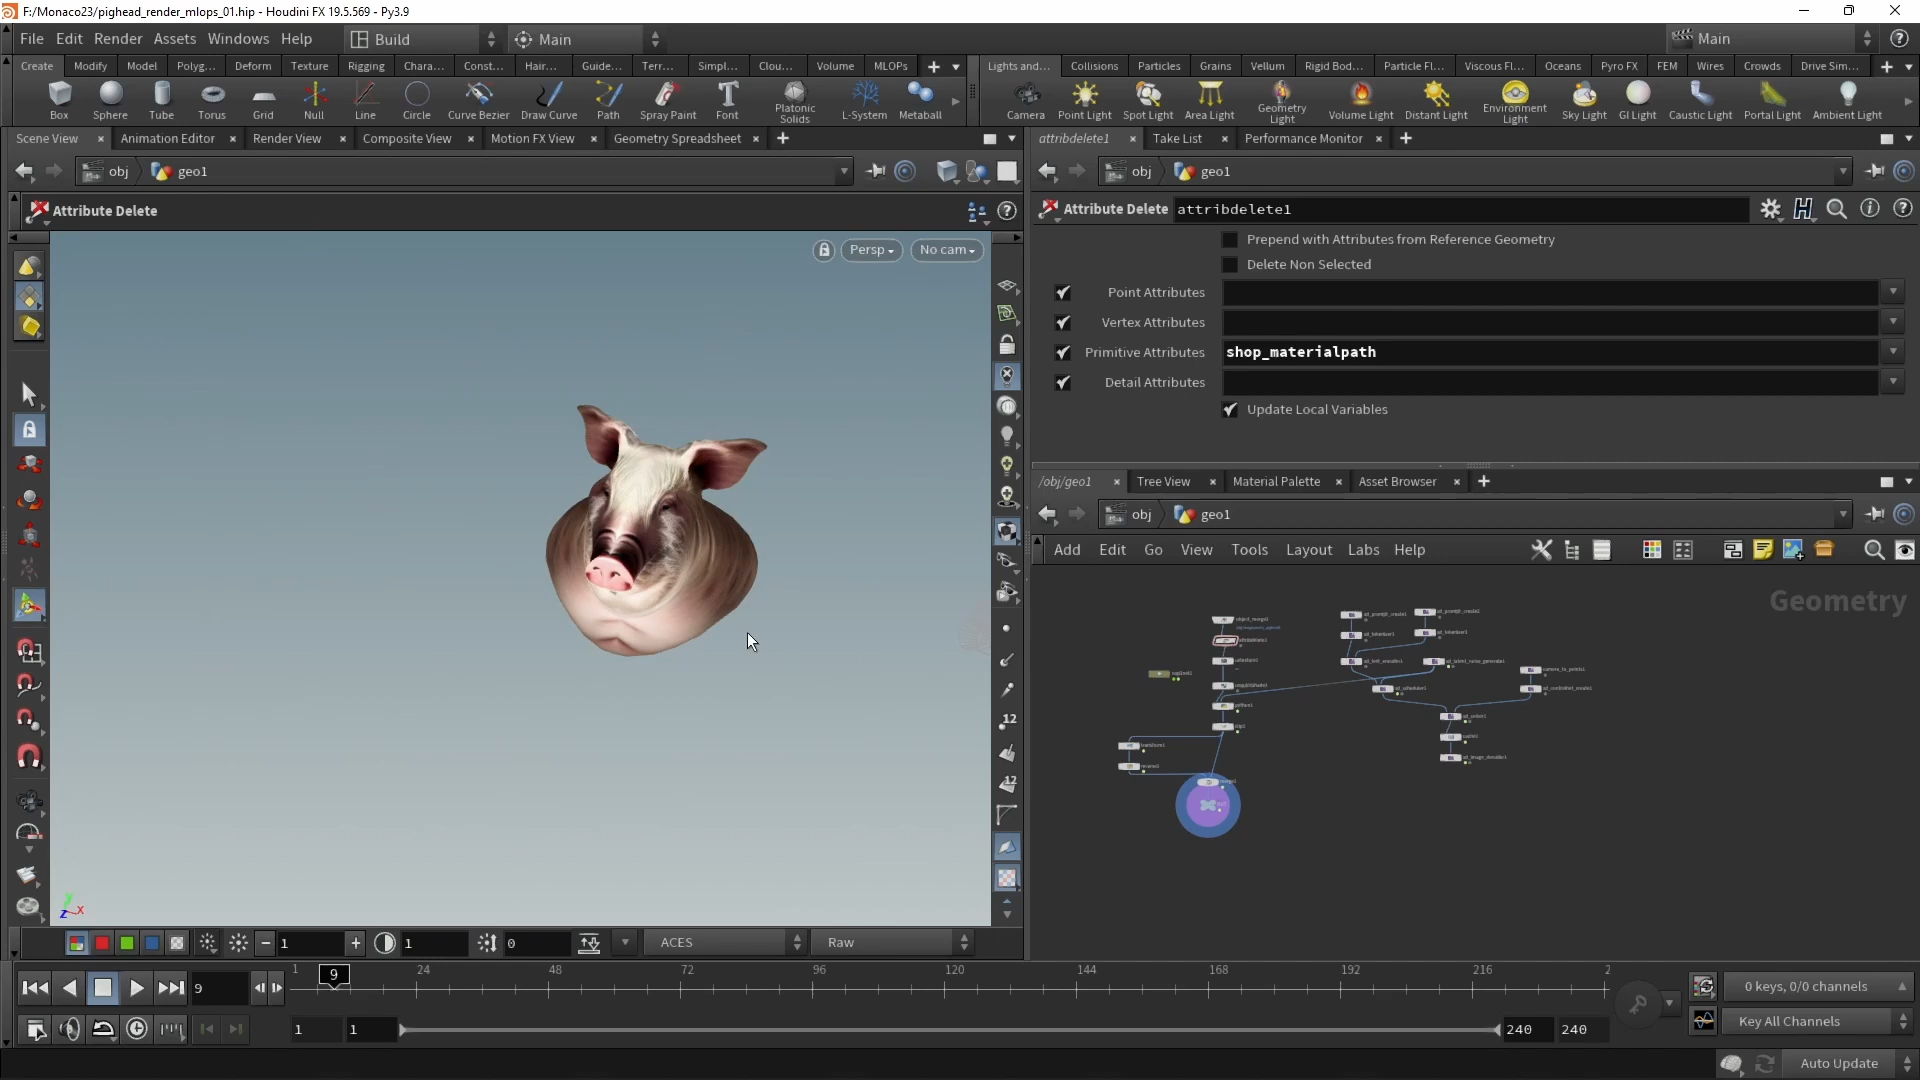 F:/Monaco23/pighead_render_mlops_01.hip - Houdini FX 19.5.569 - Py3.9
File Edit Render Assets Windows Help Build Main Main
Create Modify Model Polyg... Deform Texture Rigging Chara... Const... Hair... Guide... Terr... Simpl... Clou... Volume MLOPs
Lights and... Collisions Particles Grains Vellum Rigid Bod... Particle Fl... Viscous Fl... Oceans Pyro FX FEM Wires Crowds Drive Sim...
Box Sphere Tube Torus Grid Null Line Circle Curve Bezier Draw Curve Path Spray Paint Font Platonic Solids L-System Metaball
Camera Point Light Spot Light Area Light Geometry Light Volume Light Distant Light Environment Light Sky Light GI Light Caustic Light Portal Light Ambient Light
Scene View Animation Editor Render View Composite View Motion FX View Geometry Spreadsheet
attribdelete1 Take List Performance Monitor
obj geo1
obj geo1
Attribute Delete
Attribute Delete attribdelete1
Persp No cam
Prepend with Attributes from Reference Geometry
Delete Non Selected
Point Attributes
Vertex Attributes
Primitive Attributes shop_materialpath
Detail Attributes
Update Local Variables
/obj/geo1 Tree View Material Palette Asset Browser
obj geo1
Add Edit Go View Tools Layout Labs Help
Geometry
12
12
z y x
1 1 0 ACES Raw
1 9 24 48 72 96 120 144 168 192 216 2
9
0 keys, 0/0 channels
1 1 240 240
Key All Channels
Auto Update